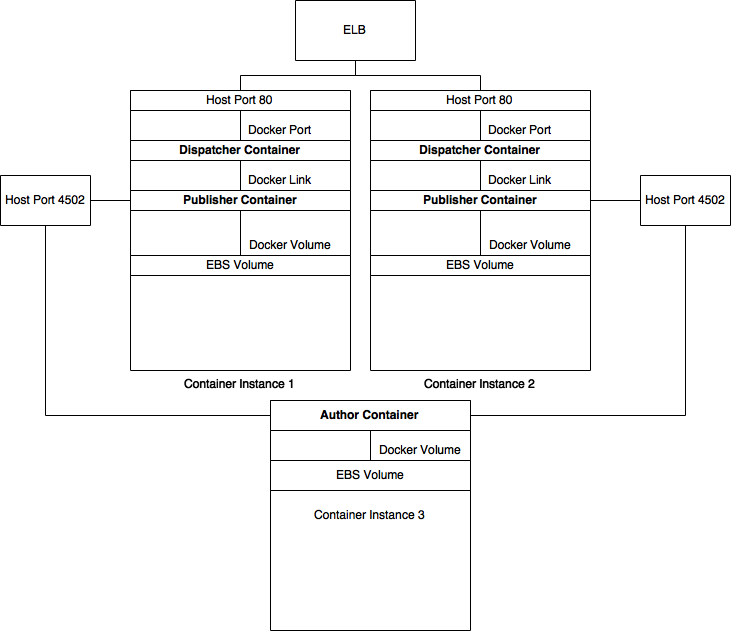 ELB
Host Port 80
Host Port 80
Docker Port
Docker Port
Dispatcher Container
Dispatcher Container
Docker Link
Docker Link
Host Port 4502
Publisher Container
Publisher Container
Host Port 4502
Docker Volume
Docker Volume
EBS Volume
EBS Volume
Container Instance 1
Container Instance 2
Author Container
Docker Volume
EBS Volume
Container Instance 3